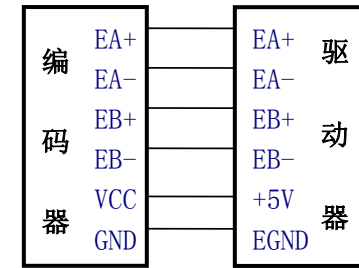 编码器
EA+
EA-
EB+
EB-
VCC
GND
EA+
EA-
EB+
EB-
+5V
EGND
驱动器